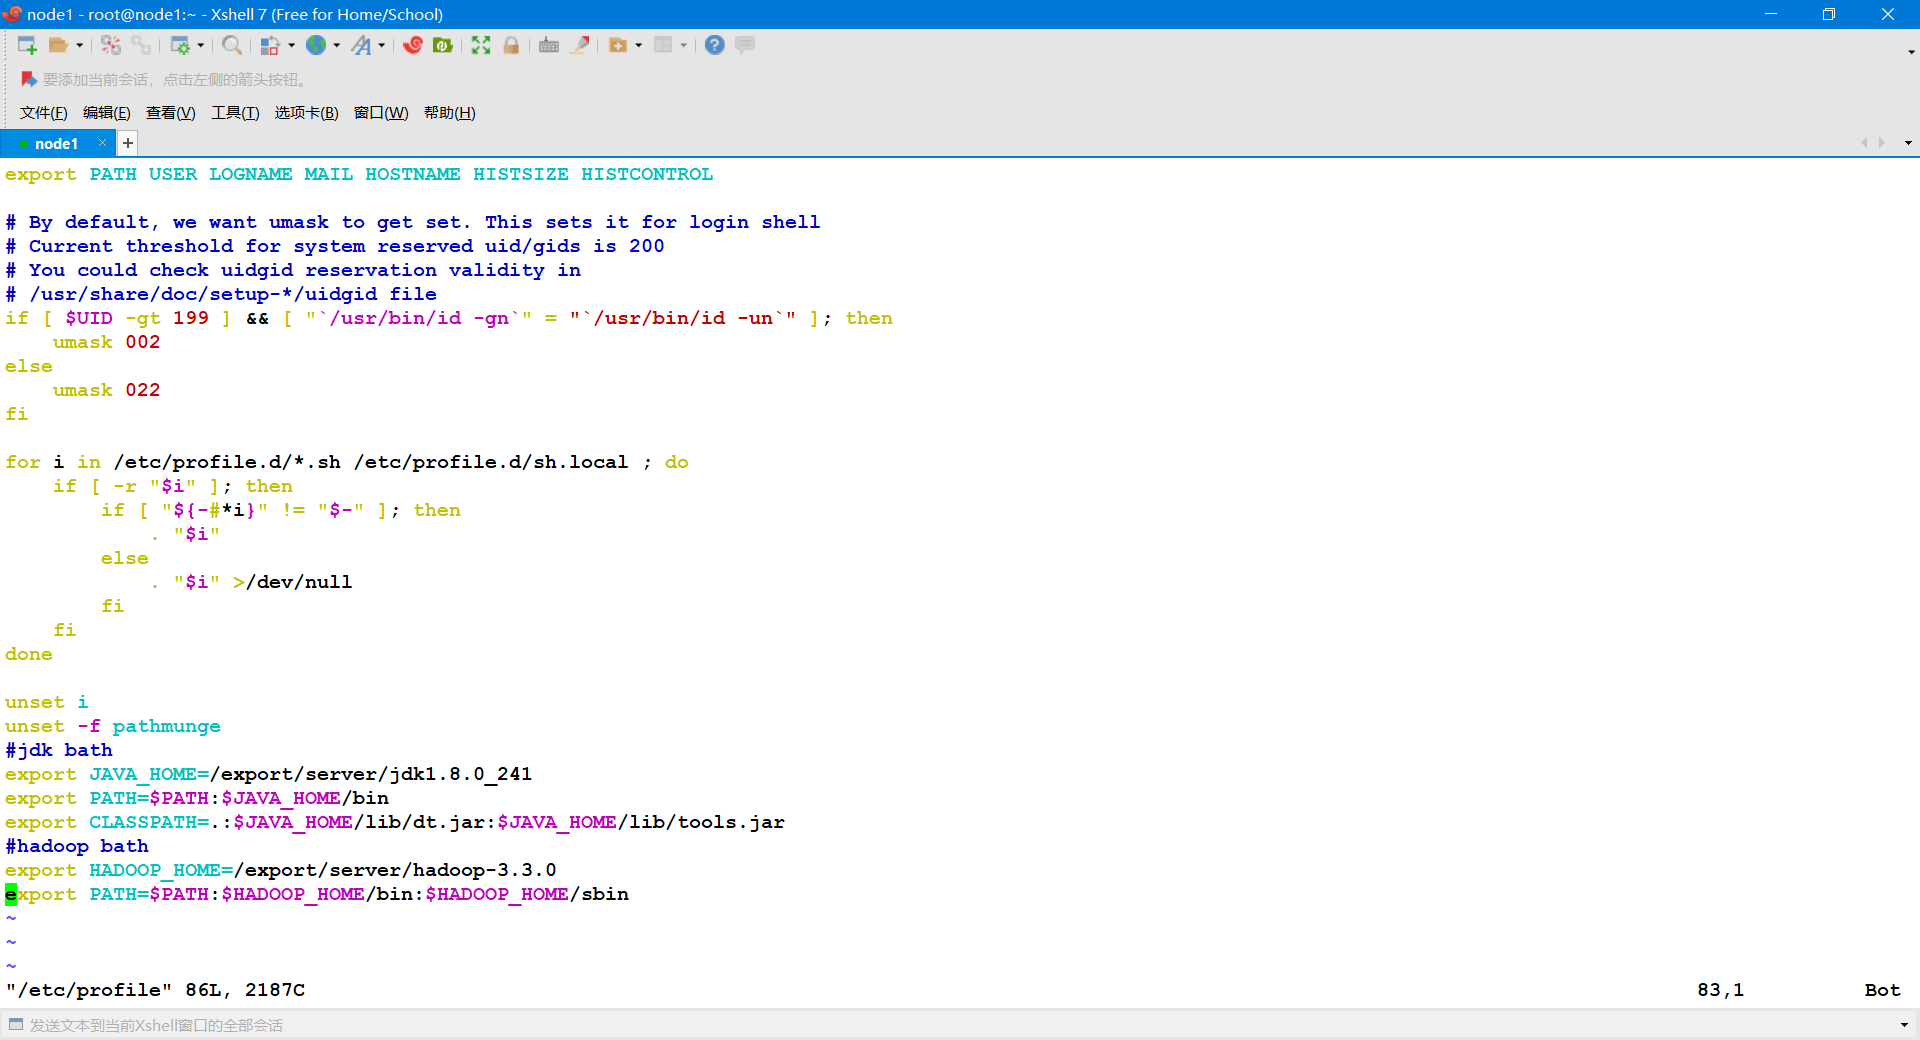 node1 - root@node1:~ - Xshell 7 (Free for Home/School)
要添加当前会话，点击左侧的箭头按钮。
文件(F) 编辑(E) 查看(V) 工具(T) 选项卡(B) 窗口(W) 帮助(H)
node1
export PATH USER LOGNAME MAIL HOSTNAME HISTSIZE HISTCONTROL
# By default, we want umask to get set. This sets it for login shell
# Current threshold for system reserved uid/gids is 200
# You could check uidgid reservation validity in
# /usr/share/doc/setup-*/uidgid file
if [ $UID -gt 199 ] && [ "`/usr/bin/id -gn`" = "`/usr/bin/id -un`" ]; then
    umask 002
else
    umask 022
fi
for i in /etc/profile.d/*.sh /etc/profile.d/sh.local ; do
    if [ -r "$i" ]; then
        if [ "${-#*i}" != "$-" ]; then
            . "$i"
        else
            . "$i" >/dev/null
        fi
    fi
done
unset i
unset -f pathmunge
#jdk bath
export JAVA_HOME=/export/server/jdk1.8.0_241
export PATH=$PATH:$JAVA_HOME/bin
export CLASSPATH=.:$JAVA_HOME/lib/dt.jar:$JAVA_HOME/lib/tools.jar
#hadoop bath
export HADOOP_HOME=/export/server/hadoop-3.3.0
export PATH=$PATH:$HADOOP_HOME/bin:$HADOOP_HOME/sbin
~
~
~
"/etc/profile" 86L, 2187C 83,1 Bot
发送文本到当前Xshell窗口的全部会话